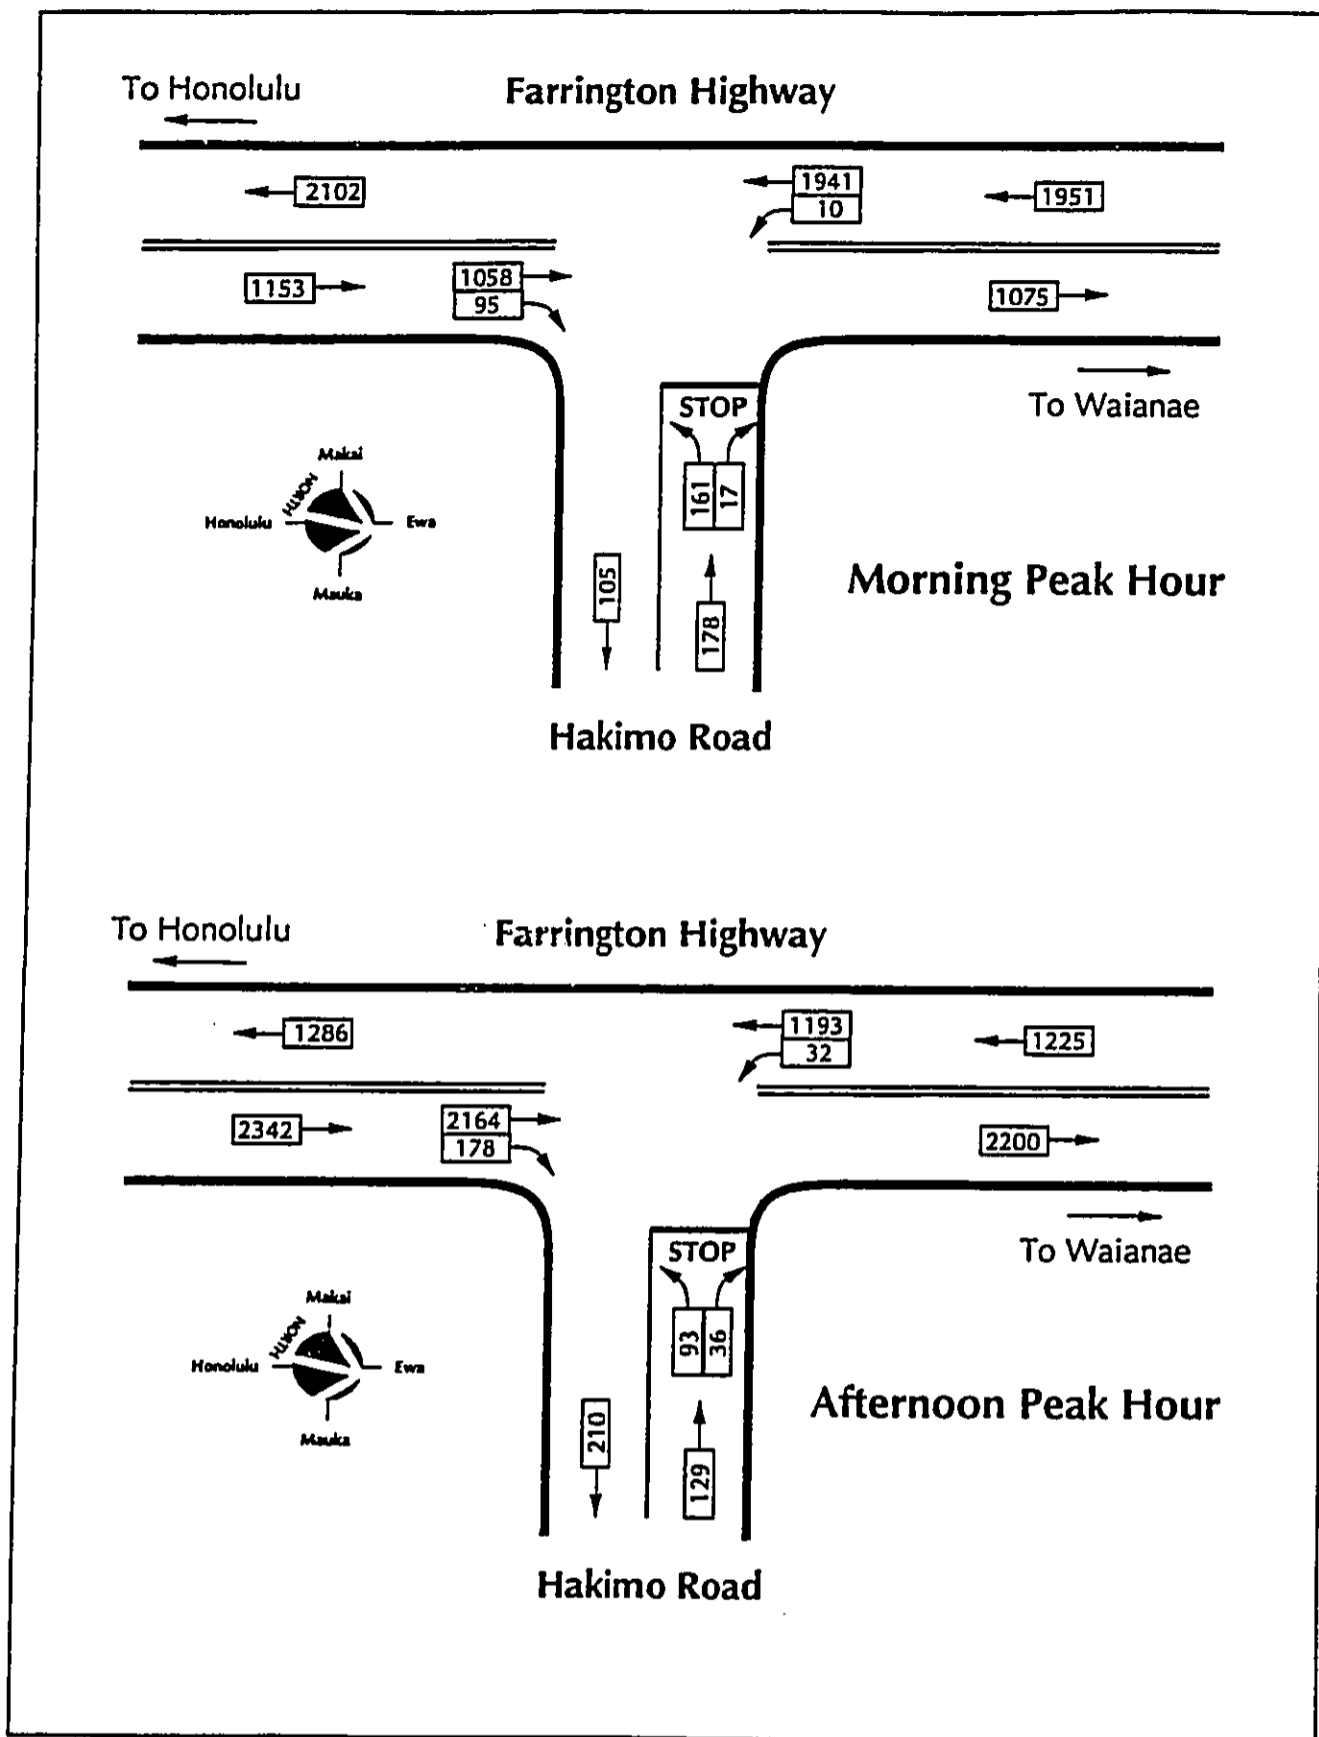 To Honolulu
Farrington Highway
2102
1941
10
1951
1153
1058
95
1075
STOP
To Waianae
161
17
Makai
NORTH
Honolulu
Ewa
Mauka
105
178
Morning Peak Hour
Hakimo Road
To Honolulu
Farrington Highway
1286
1193
32
1225
2342
2164
178
2200
STOP
To Waianae
93
36
Makai
NORTH
Honolulu
Ewa
Mauka
210
129
Afternoon Peak Hour
Hakimo Road